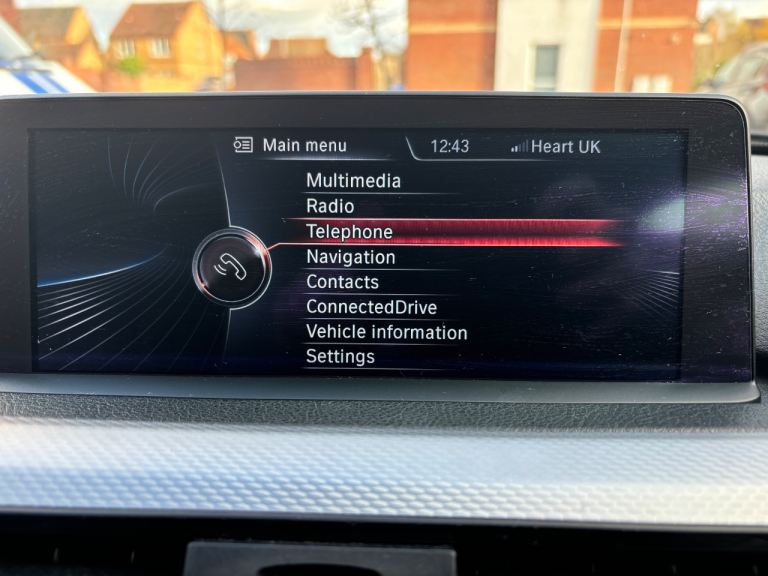 Main menu 12:43 Heart UK
Multimedia
Radio
Telephone
Navigation
Contacts
ConnectedDrive
Vehicle information
Settings